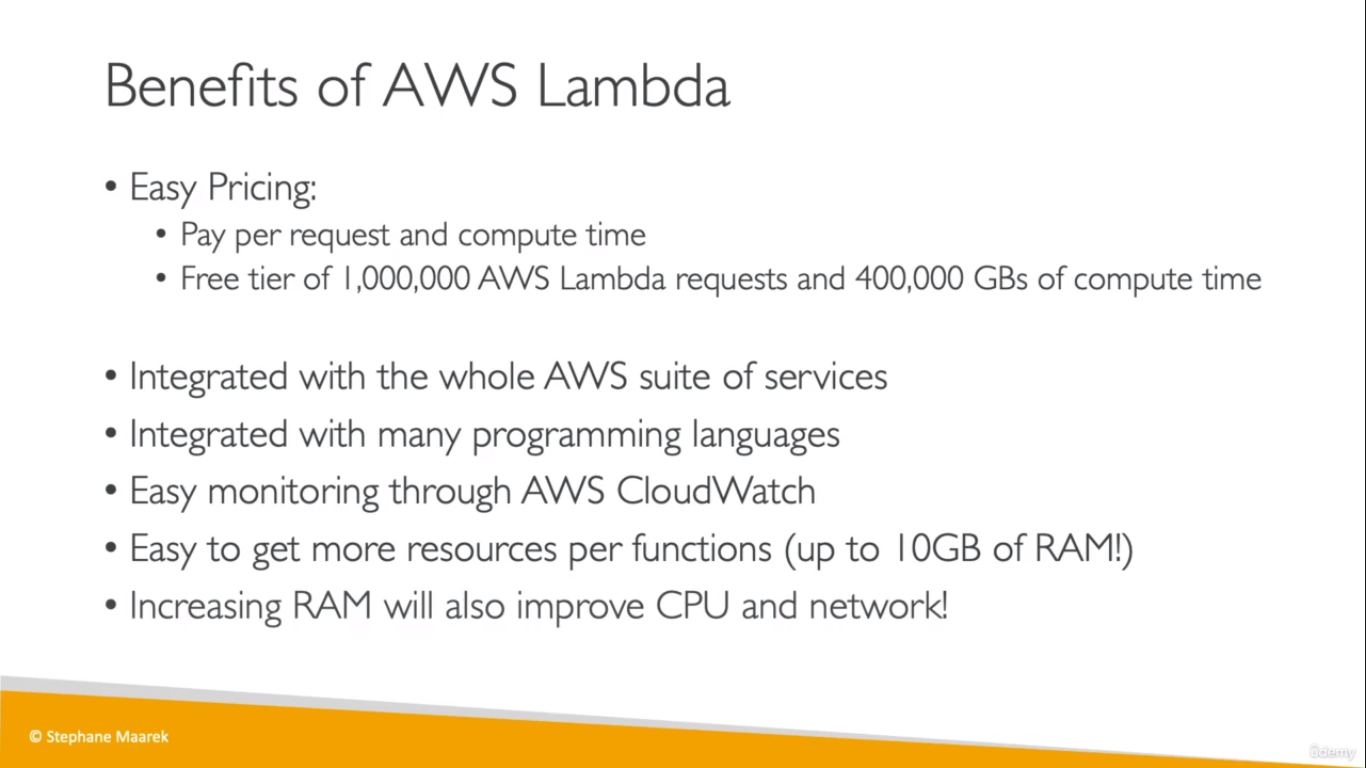 Benefits of AWS Lambda
• Easy Pricing:
• Pay per request and compute time
• Free tier of 1,000,000 AWS Lambda requests and 400,000 GBs of compute time
• Integrated with the whole AWS suite of services
• Integrated with many programming languages
• Easy monitoring through AWS CloudWatch
• Easy to get more resources per functions (up to 10GB of RAM!)
• Increasing RAM will also improve CPU and network!
© Stephane Maarek
Udemy